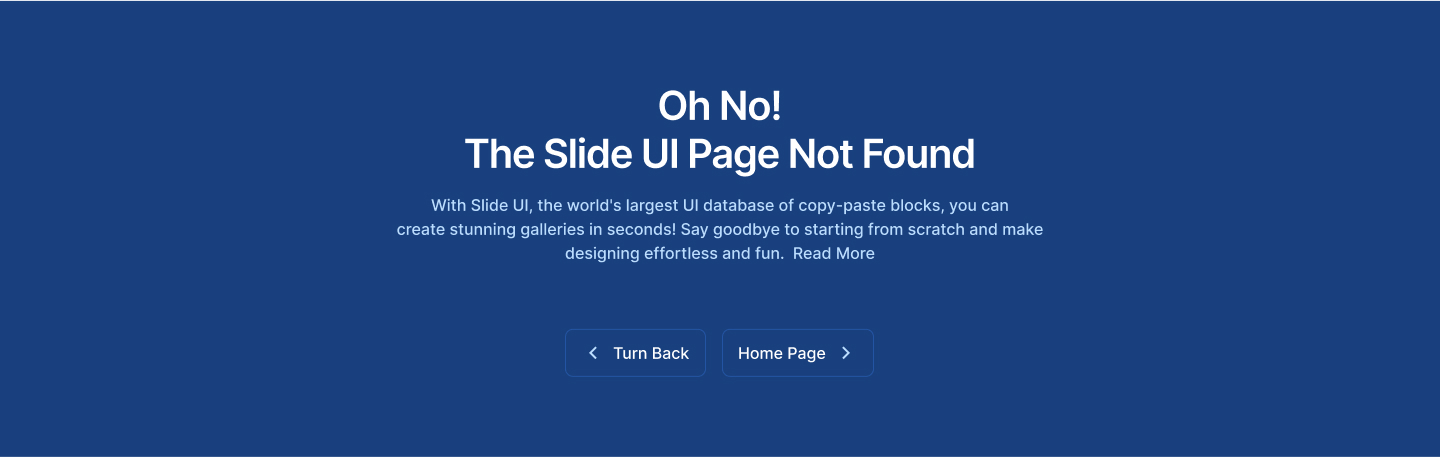 Oh No!
The Slide UI Page Not Found
With Slide UI, the world's largest UI database of copy-paste blocks, you can
create stunning galleries in seconds! Say goodbye to starting from scratch and make
designing effortless and fun.  Read More
Turn Back
Home Page